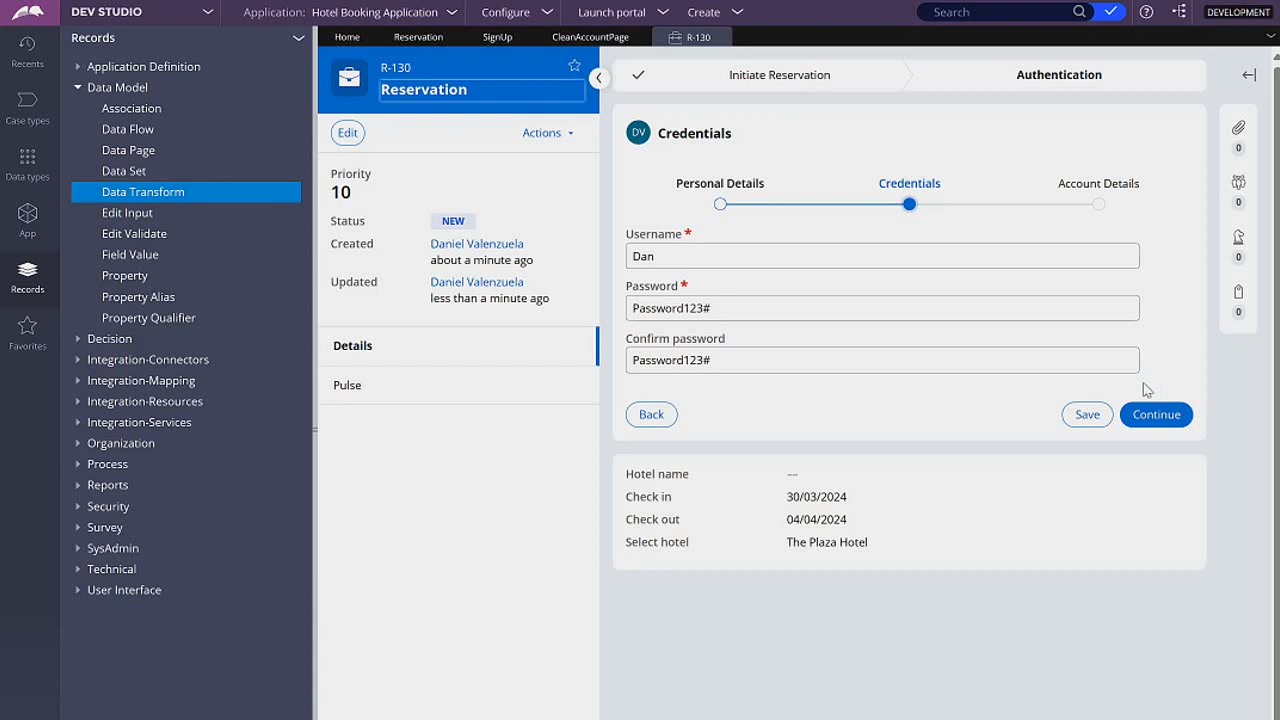 DEV STUDIO
Application: Hotel Booking Application
Configure
Launch portal
Create
Search
DEVELOPMENT
Recents
Case types
Data types
App
Records
Favorites
Records
Application Definition
Data Model
Association
Data Flow
Data Page
Data Set
Data Transform
Edit Input
Edit Validate
Field Value
Property
Property Alias
Property Qualifier
Decision
Integration-Connectors
Integration-Mapping
Integration-Resources
Integration-Services
Organization
Process
Reports
Security
Survey
SysAdmin
Technical
User Interface
Home
Reservation
SignUp
CleanAccountPage
R-130
R-130
Reservation
Edit
Actions
Priority
10
Status NEW
Created Daniel Valenzuela
about a minute ago
Updated Daniel Valenzuela
less than a minute ago
Details
Pulse
Initiate Reservation
Authentication
DV Credentials
Personal Details
Credentials
Account Details
Username *
Dan
Password *
Password123#
Confirm password
Password123#
Back
Save
Continue
Hotel name ––
Check in 30/03/2024
Check out 04/04/2024
Select hotel The Plaza Hotel
0
0
0
0